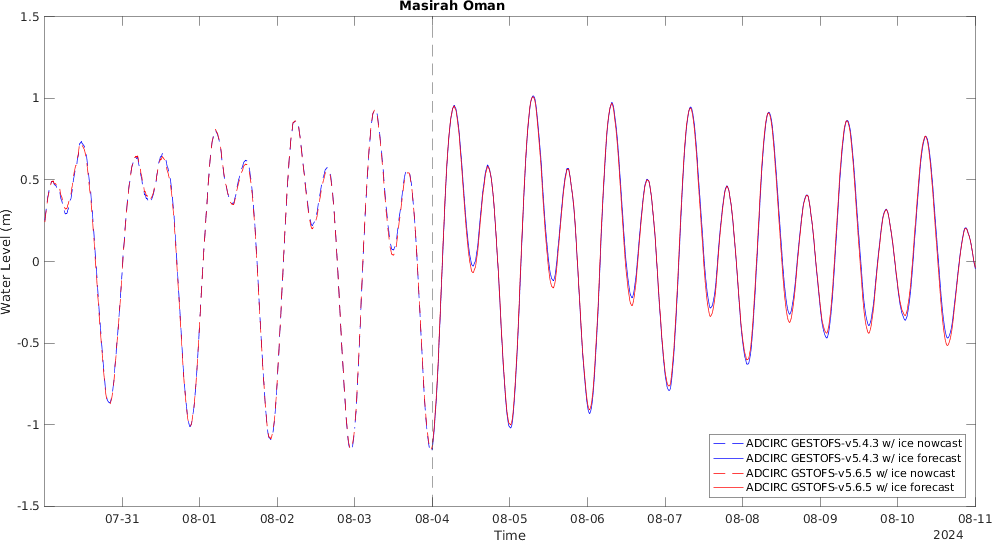 Masirah Oman
1.5
1
0.5
0
-0.5
-1
-1.5
Water Level (m)
07-31 08-01 08-02 08-03 08-04 08-05 08-06 08-07 08-08 08-09 08-10 08-11
Time
2024
ADCIRC GESTOFS-v5.4.3 w/ ice nowcast
ADCIRC GESTOFS-v5.4.3 w/ ice forecast
ADCIRC GSTOFS-v5.6.5 w/ ice nowcast
ADCIRC GSTOFS-v5.6.5 w/ ice forecast